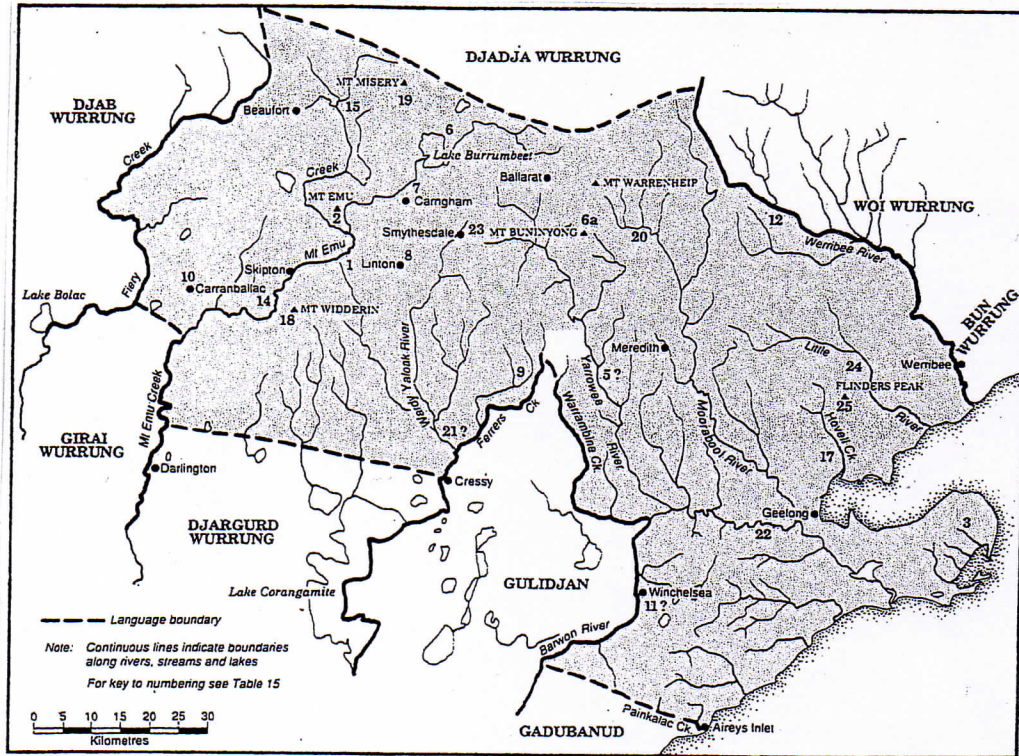 DJADJA WURRUNG
DJAB
WURRUNG
MT MISERY
19
15
Beaufort
6
Lake Burrumbeet
Creek
Creek
Ballarat
MT WARRENHEIP
MT EMU
2
7
Carngham
12
WOI WURRUNG
Smythesdale
23
MT BUNINYONG
6a
20
Werribee River
Mt Emu
1
Linton
8
Skipton
10
Carranballac
14
Fiery
Lake Bolac
18
MT WIDDERIN
BUN
WURRUNG
Meredith
Little
24
Werribee
Yalook River
Wardy
9
5 ?
Yarrowee
River
FLINDERS PEAK
25
River
Mt Emu Creek
21 ?
Ferrers Ck
Warrambine Ck.
Moorabool River
Hovell Ck
17
GIRAI
WURRUNG
Darlington
Cressy
Geelong
22
3
DJARGURD
WURRUNG
GULIDJAN
Lake Corangamite
Winchelsea
11 ?
Barwon River
Language boundary
Note: Continuous lines indicate boundaries
along rivers, streams and lakes
For key to numbering see Table 15
0 5 10 15 20 25 30
Kilometres
GADUBANUD
Painkalac Ck.
Aireys Inlet